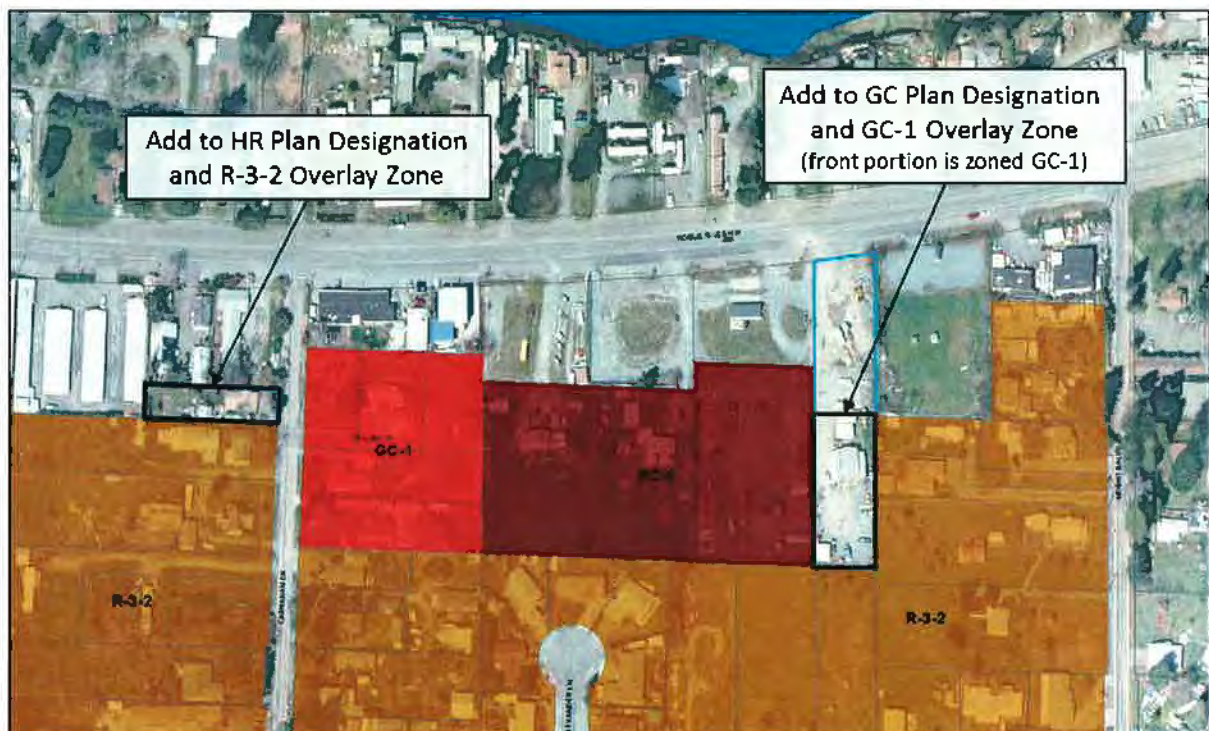 Add to HR Plan Designation
and R-3-2 Overlay Zone
Add to GC Plan Designation
and GC-1 Overlay Zone
(front portion is zoned GC-1)
GC-1
R-3-2
R-3-2